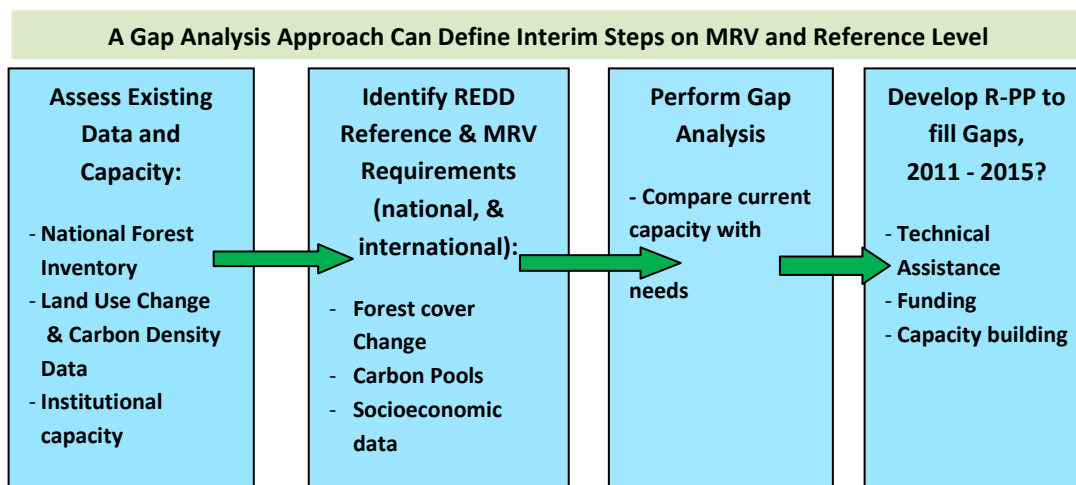 A Gap Analysis Approach Can Define Interim Steps on MRV and Reference Level
Assess Existing
Data and
Capacity:
- National Forest
Inventory
- Land Use Change
& Carbon Density
Data
- Institutional
capacity
Identify REDD
Reference & MRV
Requirements
(national, &
international):
- Forest cover
Change
- Carbon Pools
- Socioeconomic
data
Perform Gap
Analysis
- Compare current
capacity with
needs
Develop R-PP to
fill Gaps,
2011 - 2015?
- Technical
Assistance
- Funding
- Capacity building